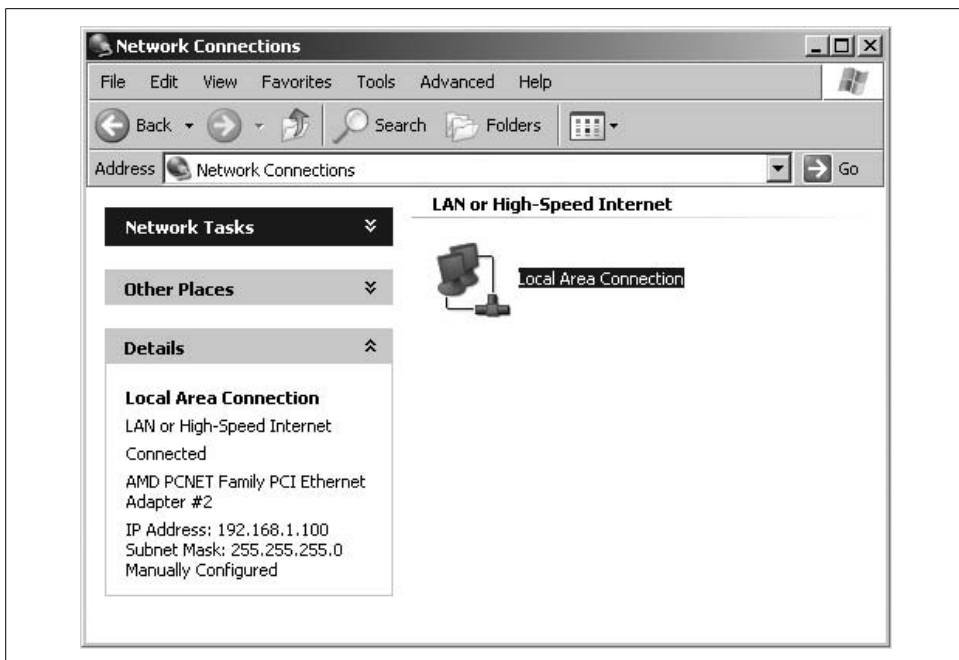 Network Connections
File Edit View Favorites Tools Advanced Help
Back Search Folders
Address Network Connections Go
Network Tasks
Other Places
Details
Local Area Connection
LAN or High-Speed Internet
Connected
AMD PCNET Family PCI Ethernet
Adapter #2
IP Address: 192.168.1.100
Subnet Mask: 255.255.255.0
Manually Configured
LAN or High-Speed Internet
Local Area Connection